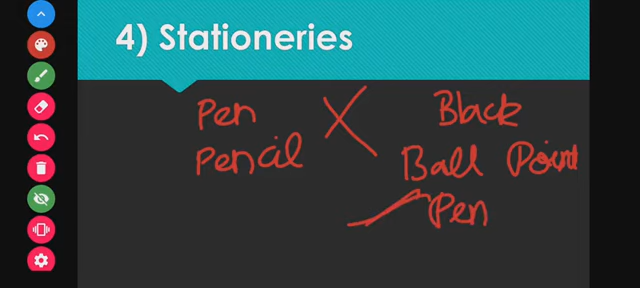 4) Stationeries
Pen
Pencil
X
Black
Ball Point
Pen